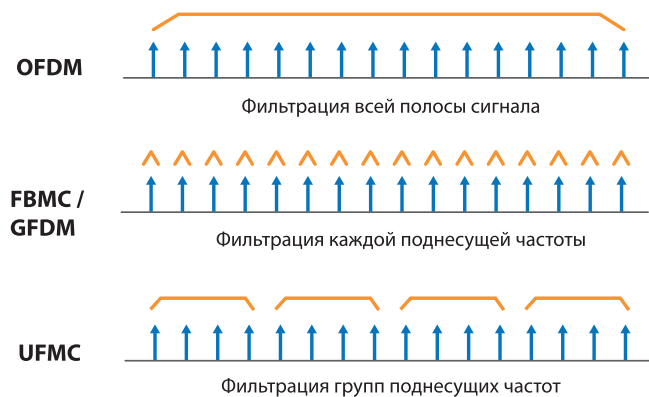 OFDM
Фильтрация всей полосы сигнала
FBMC /
GFDM
Фильтрация каждой поднесущей частоты
UFMC
Фильтрация групп поднесущих частот